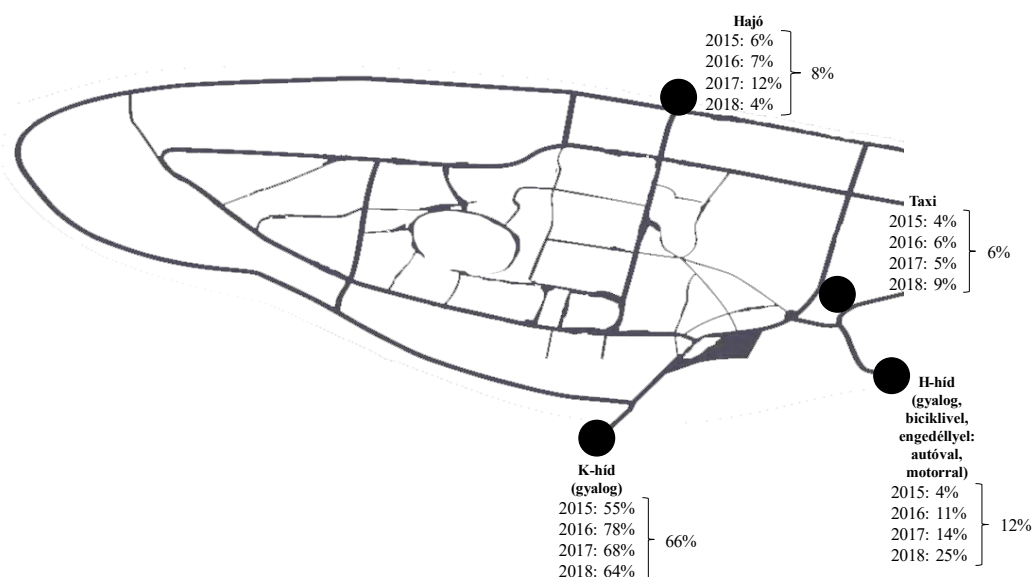 Hajó
2015: 6%
2016: 7%
2017: 12%
2018: 4%
8%
Taxi
2015: 4%
2016: 6%
2017: 5%
2018: 9%
6%
H-híd
(gyalog,
biciklivel,
engedéllyel:
autóval,
motorral)
2015: 4%
2016: 11%
2017: 14%
2018: 25%
12%
K-híd
(gyalog)
2015: 55%
2016: 78%
2017: 68%
2018: 64%
66%